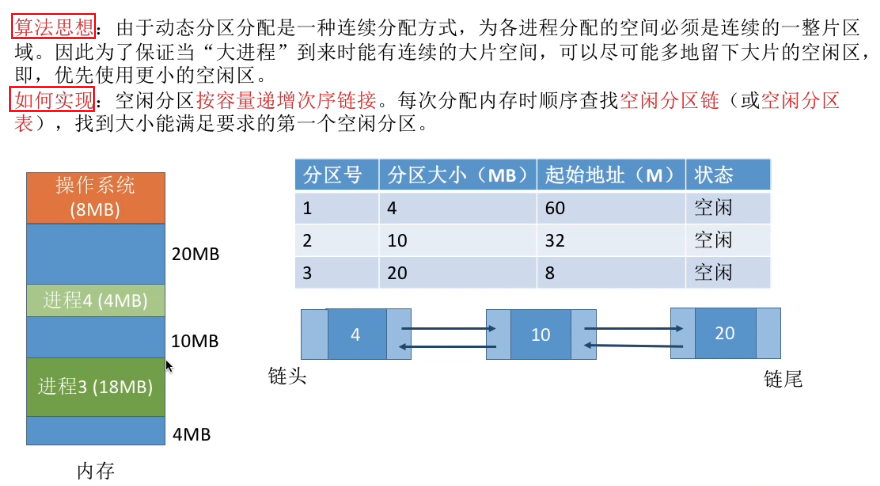 算法思想：由于动态分区分配是一种连续分配方式，为各进程分配的空间必须是连续的一整片区
域。因此为了保证当“大进程”到来时能有连续的大片空间，可以尽可能多地留下大片的空闲区，
即，优先使用更小的空闲区。
如何实现：空闲分区按容量递增次序链接。每次分配内存时顺序查找空闲分区链（或空闲分区
表），找到大小能满足要求的第一个空闲分区。
操作系统
(8MB)
20MB
进程4 (4MB)
10MB
进程3 (18MB)
4MB
内存
分区号 分区大小（MB） 起始地址（M） 状态
1 4 60 空闲
2 10 32 空闲
3 20 8 空闲
4 10 20
链头 链尾